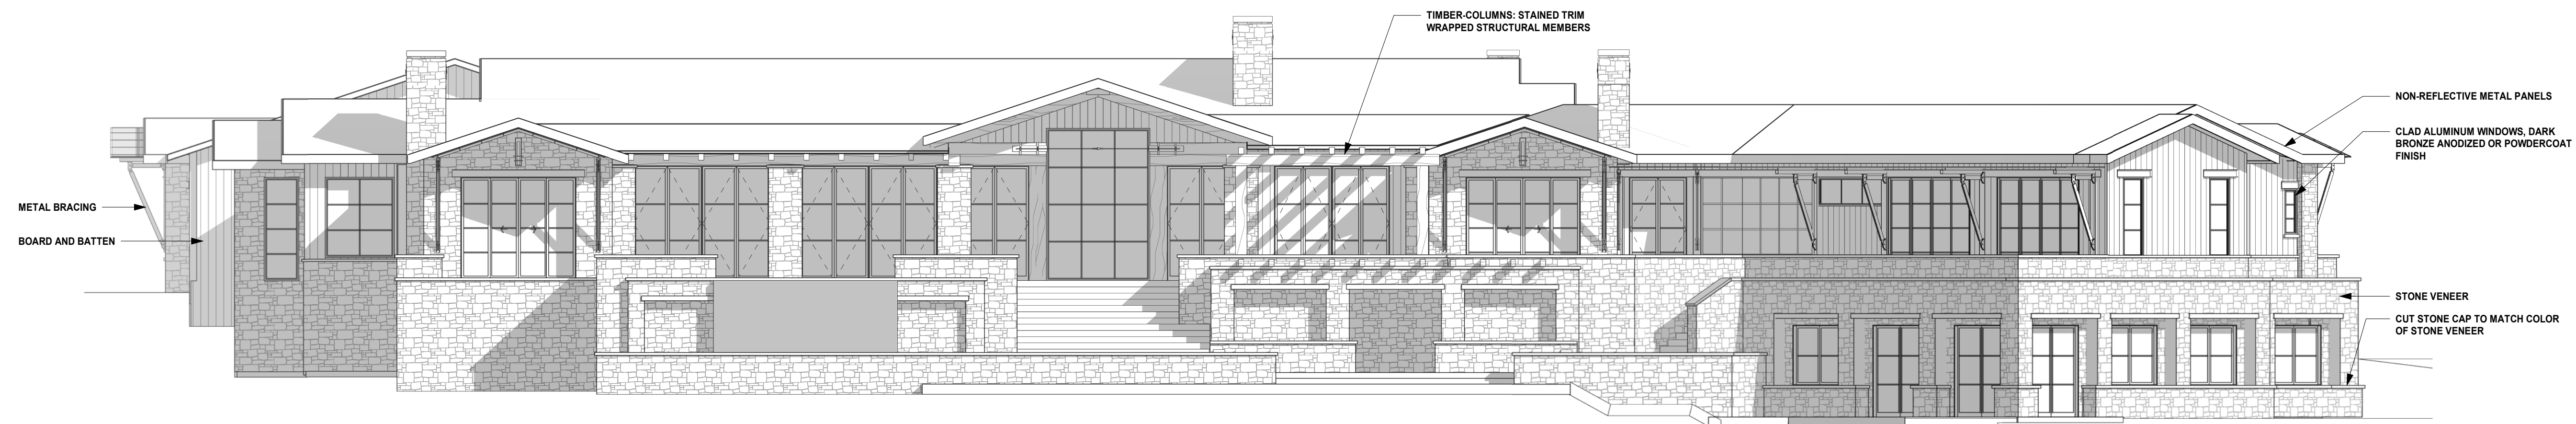 TIMBER-COLUMNS: STAINED TRIM
WRAPPED STRUCTURAL MEMBERS
NON-REFLECTIVE METAL PANELS
CLAD ALUMINUM WINDOWS, DARK
BRONZE ANODIZED OR POWDERCOAT
FINISH
METAL BRACING
BOARD AND BATTEN
STONE VENEER
CUT STONE CAP TO MATCH COLOR
OF STONE VENEER